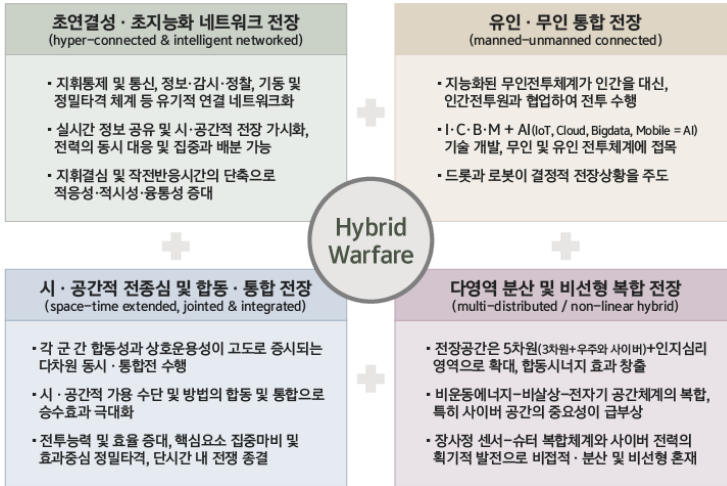 초연결성 · 초지능화 네트워크 전장
(hyper-connected & intelligent networked)
▪ 지휘통제 및 통신, 정보·감시·정찰, 기동 및
정밀타격 체계 등 유기적 연결 네트워크화
▪ 실시간 정보 공유 및 시·공간적 전장 가시화,
전력의 동시 대응 및 집중과 배분 가능
▪ 지휘결심 및 작전반응시간의 단축으로
적응성·적시성·융통성 증대
유인 · 무인 통합 전장
(manned-unmanned connected)
▪ 지능화된 무인전투체계가 인간을 대신,
인간전투원과 협업하여 전투 수행
▪ I·C·B·M + AI(IoT, Cloud, Bigdata, Mobile = AI)
기술 개발, 무인 및 유인 전투체계에 접목
▪ 드롯과 로봇이 결정적 전장상황을 주도
Hybrid
Warfare
시 · 공간적 전종심 및 합동 · 통합 전장
(space-time extended, jointed & integrated)
▪ 각 군 간 합동성과 상호운용성이 고도로 증시되는
다차원 동시 · 통합전 수행
▪ 시 · 공간적 가용 수단 및 방법의 합동 및 통합으로
승수효과 극대화
▪ 전투능력 및 효율 증대, 핵심요소 집중마비 및
효과중심 정밀타격, 단시간 내 전쟁 종결
다영역 분산 및 비선형 복합 전장
(multi-distributed / non-linear hybrid)
▪ 전장공간은 5차원(3차원+우주와 사이버)+인지심리
영역으로 확대, 합동시너지 효과 창출
▪ 비운동에너지-비살상-전자기 공간체계의 복합,
특히 사이버 공간의 중요성이 급부상
▪ 장사정 센서-슈터 복합체계와 사이버 전력의
획기적 발전으로 비접적 · 분산 및 비선형 혼재